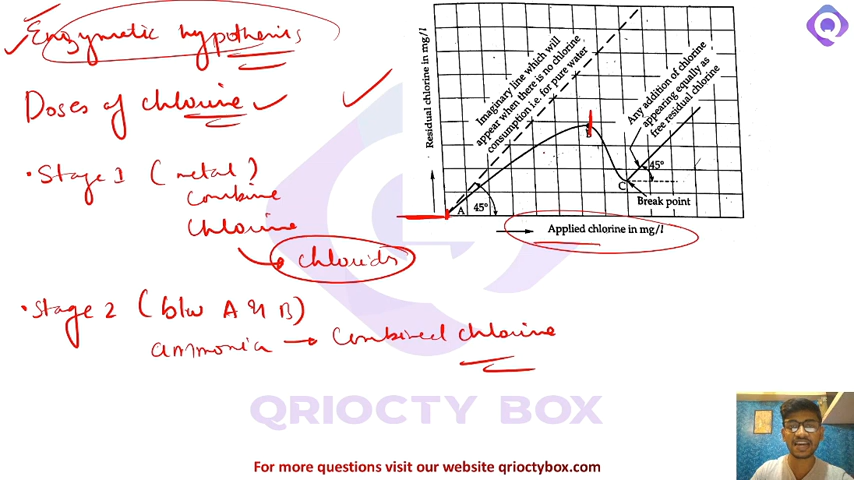 Enzymetic hypothenis
Doses of chlorine
Stage 1 (metal)
combine
chlorine
chlorids
Stage 2 (b/w A & B)
ammonia → Combined chlorine
Residual chlorine in mg/l
Imaginary line which will
appear when there is no chlorine
consumption i.e. for pure water
Any addition of chlorine
appearing equally as
free residual chlorine
A
45°
B
C
45°
Break point
Applied chlorine in mg/l
QRIOCTY BOX
For more questions visit our website qrioctybox.com